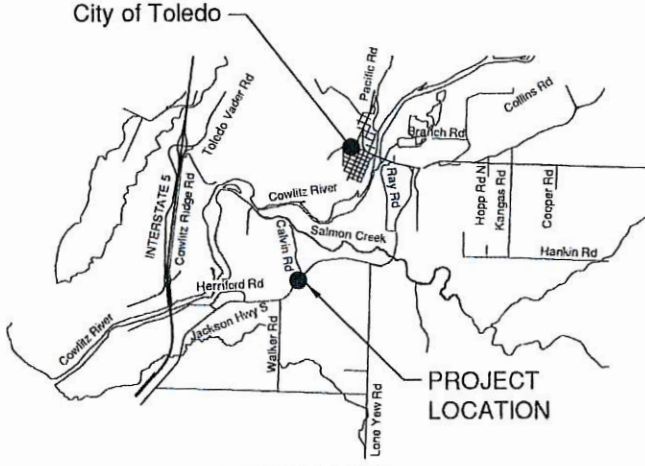 City of Toledo
Pacific Rd
Collins Rd
Toledo Vader Rd
Branch Rd
INTERSTATE 5
Cowlitz Ridge Rd
Cowlitz River
Ray Rd
Hopp Rd N
Kangas Rd
Cooper Rd
Calvin Rd
Salmon Creek
Hankin Rd
Herriford Rd
Cowlitz River
Jackson Hwy S
Walker Rd
Lone Yew Rd
PROJECT
LOCATION